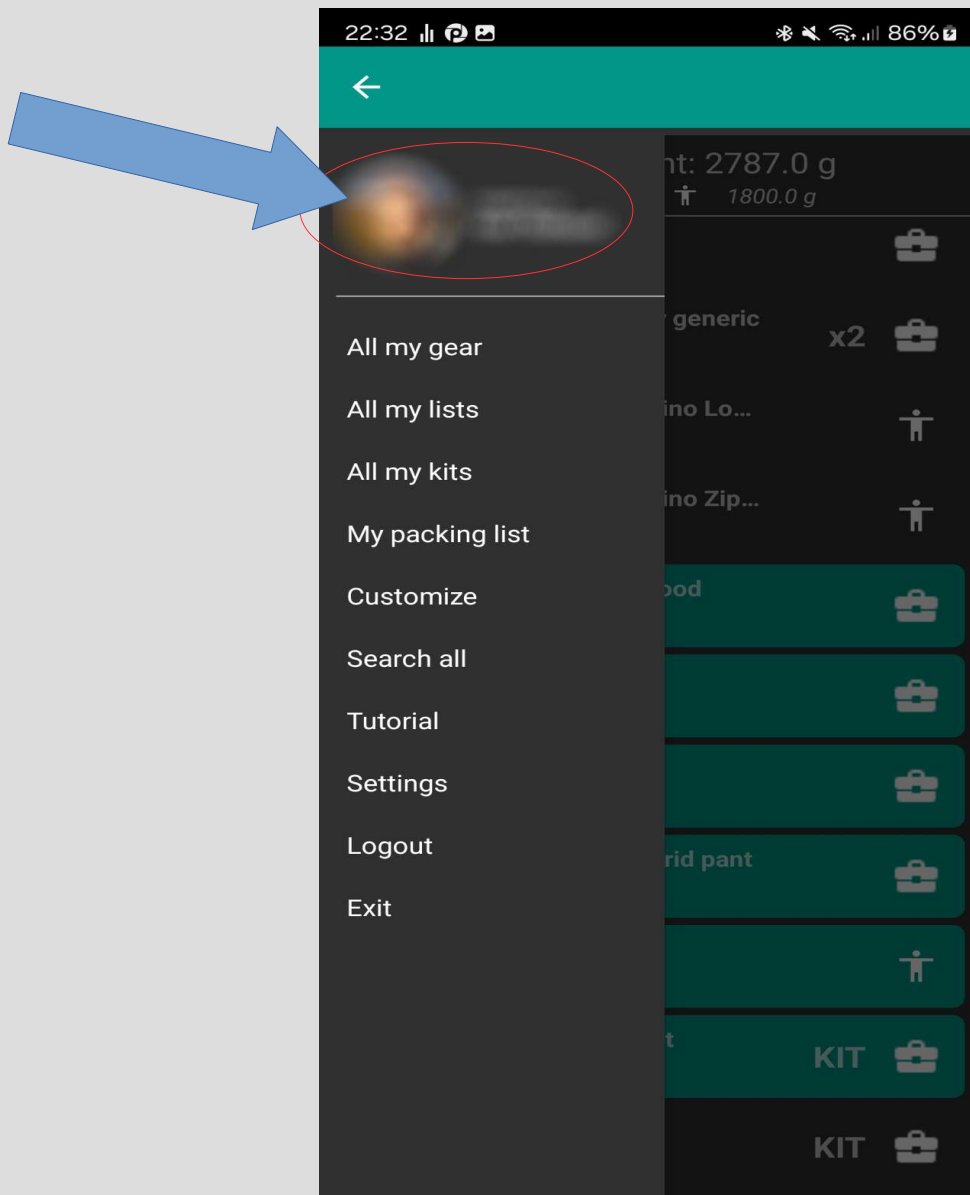 22:32 86%
nt: 2787.0 g
1800.0 g
generic
x2
ino Lo...
ino Zip...
ood
rid pant
t
KIT
KIT
All my gear
All my lists
All my kits
My packing list
Customize
Search all
Tutorial
Settings
Logout
Exit